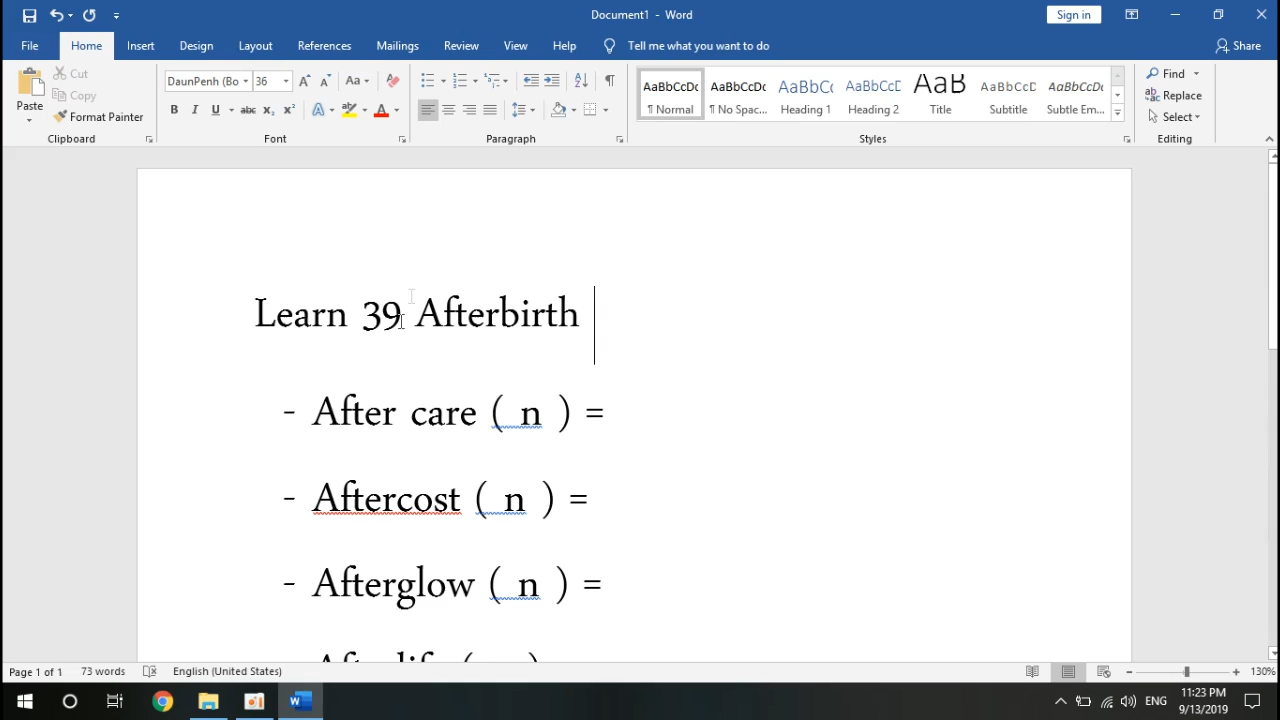 Document1 - Word
Sign in
File Home Insert Design Layout References Mailings Review View Help Tell me what you want to do Share
Paste
Cut
Copy
Format Painter
Clipboard
DaunPenh (Bo 36
Font
Paragraph
AaBbCcDc AaBbCcDc AaBbCc AaBbCcD AaB AaBbCcD AaBbCcDc
¶ Normal ¶ No Spac... Heading 1 Heading 2 Title Subtitle Subtle Em...
Styles
Find
Replace
Select
Editing
Learn 39 Afterbirth
- After care ( n ) =
- Aftercost ( n ) =
- Afterglow ( n ) =
Page 1 of 1 73 words English (United States) 130%
ENG
11:23 PM
9/13/2019